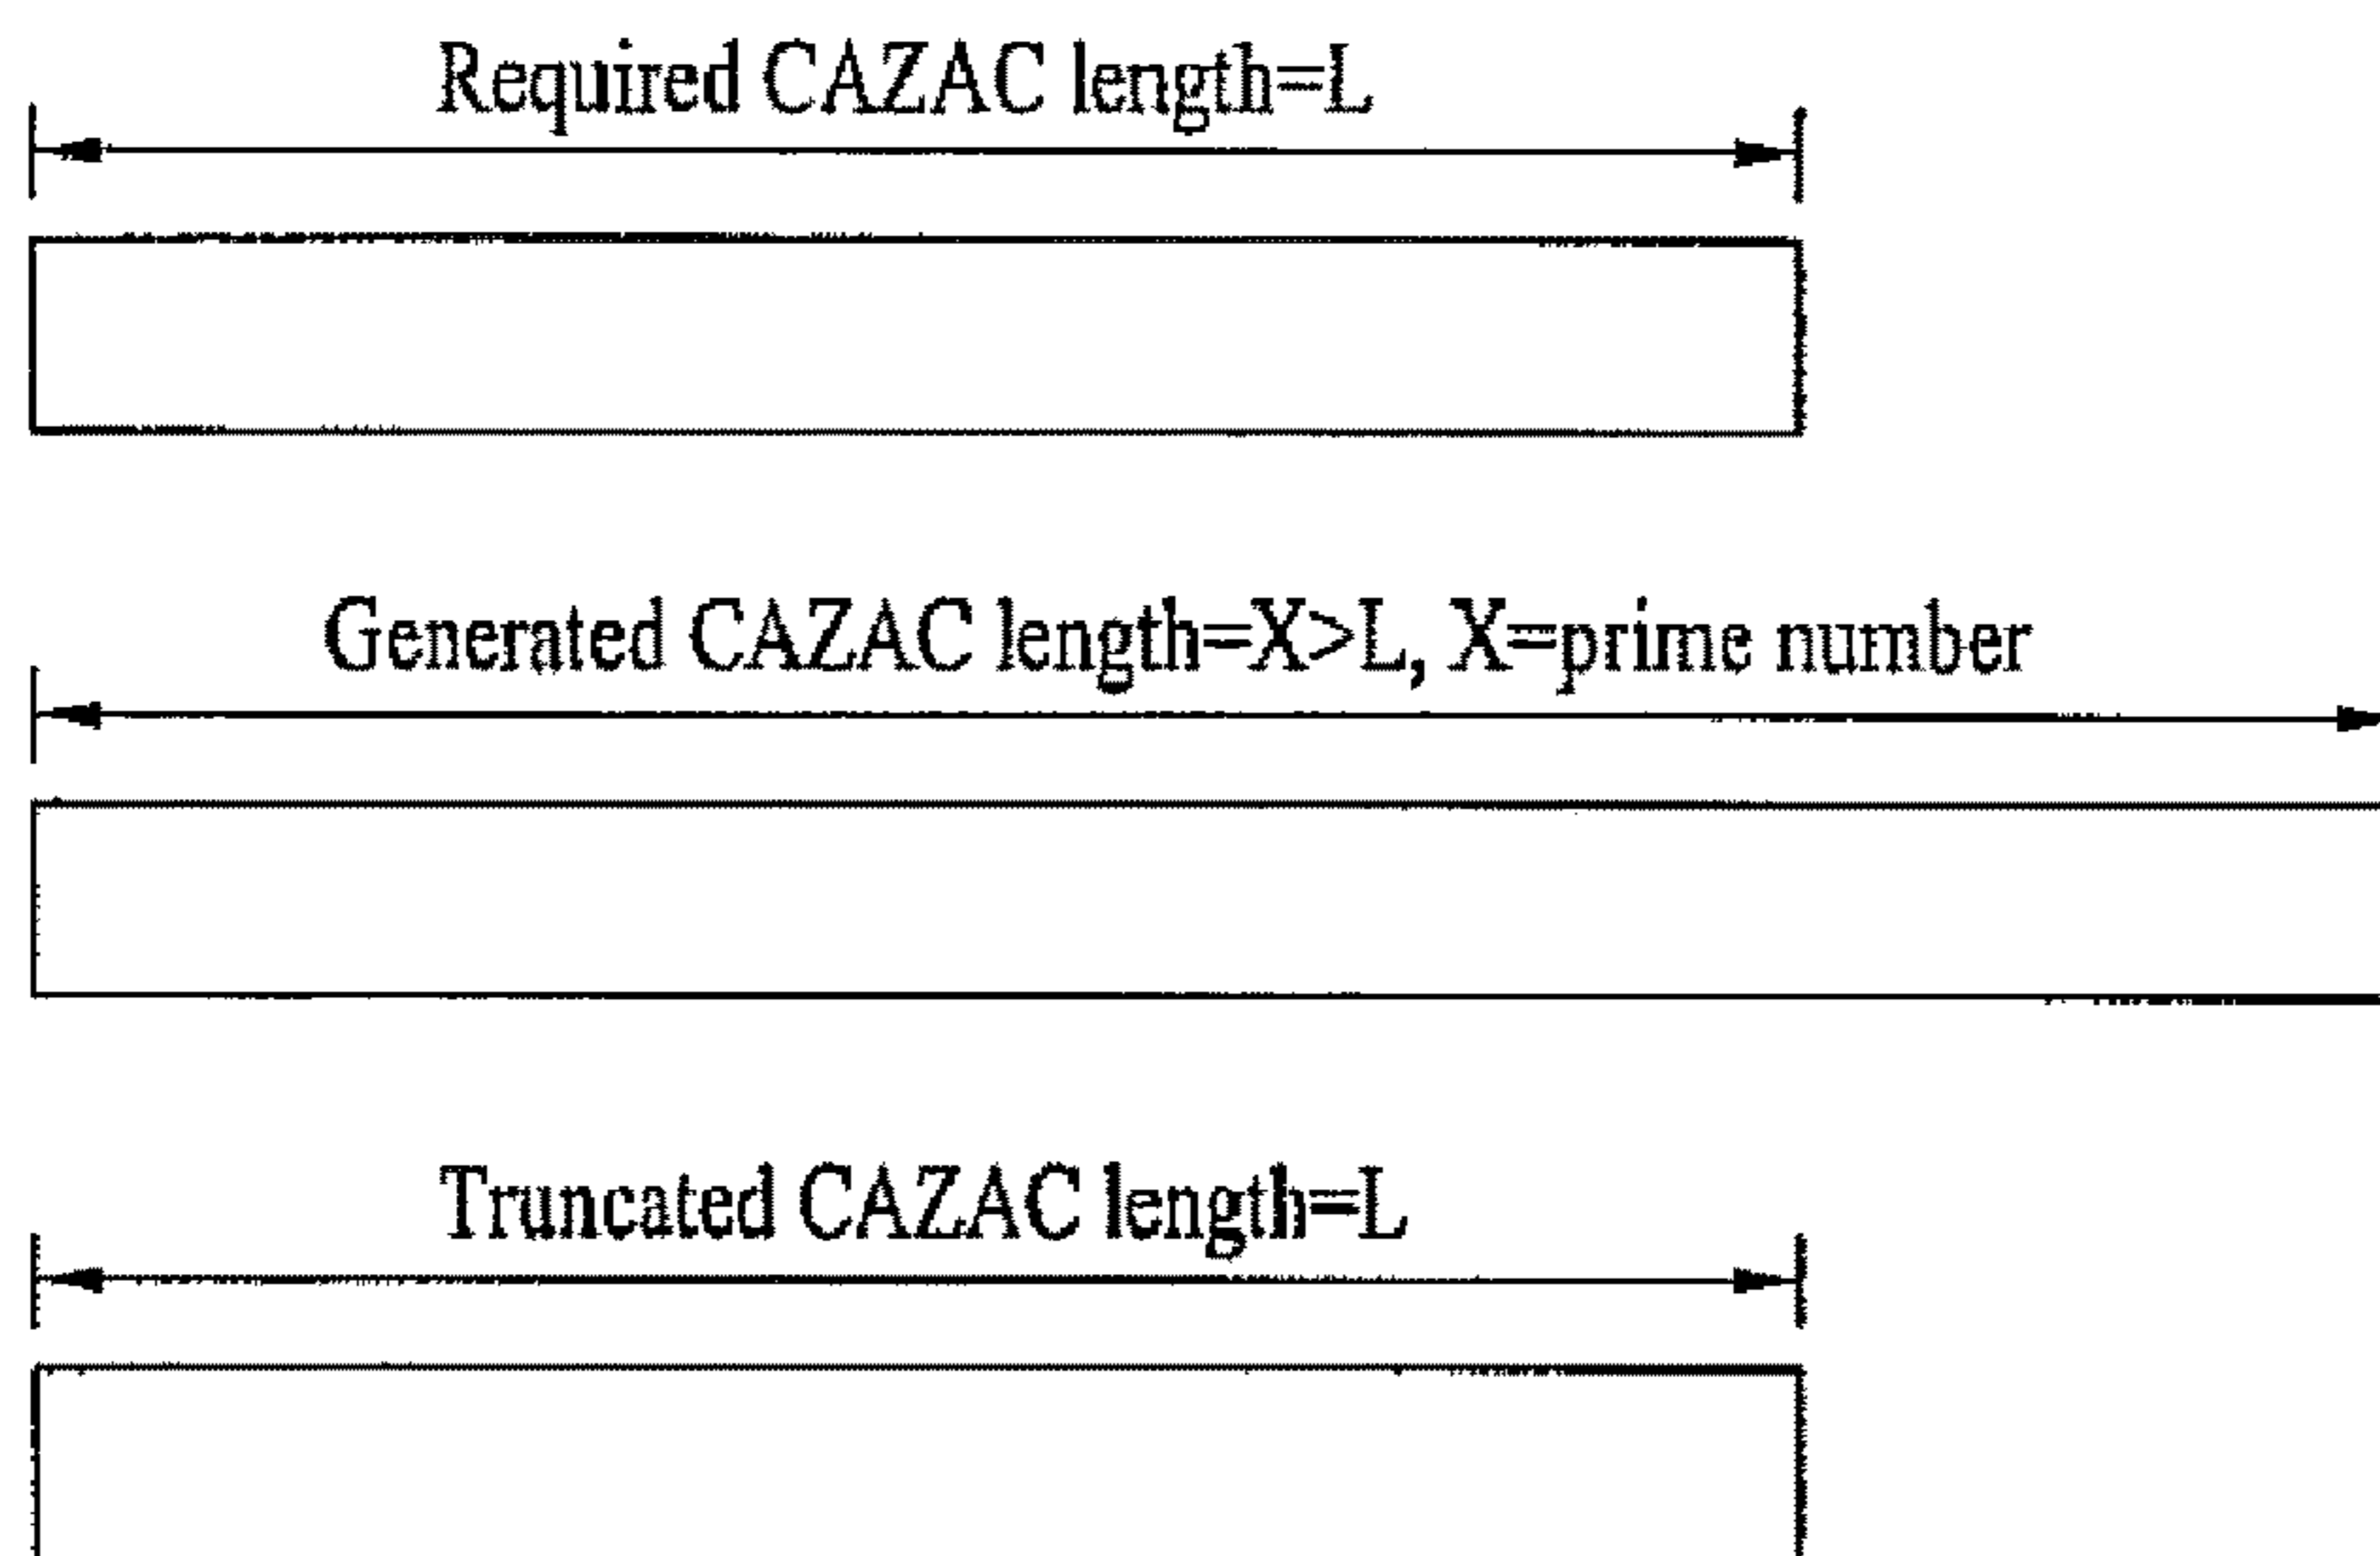 Required CAZAC length=L
Generated CAZAC length=X>L, X=prime number
Truncated CAZAC length=L